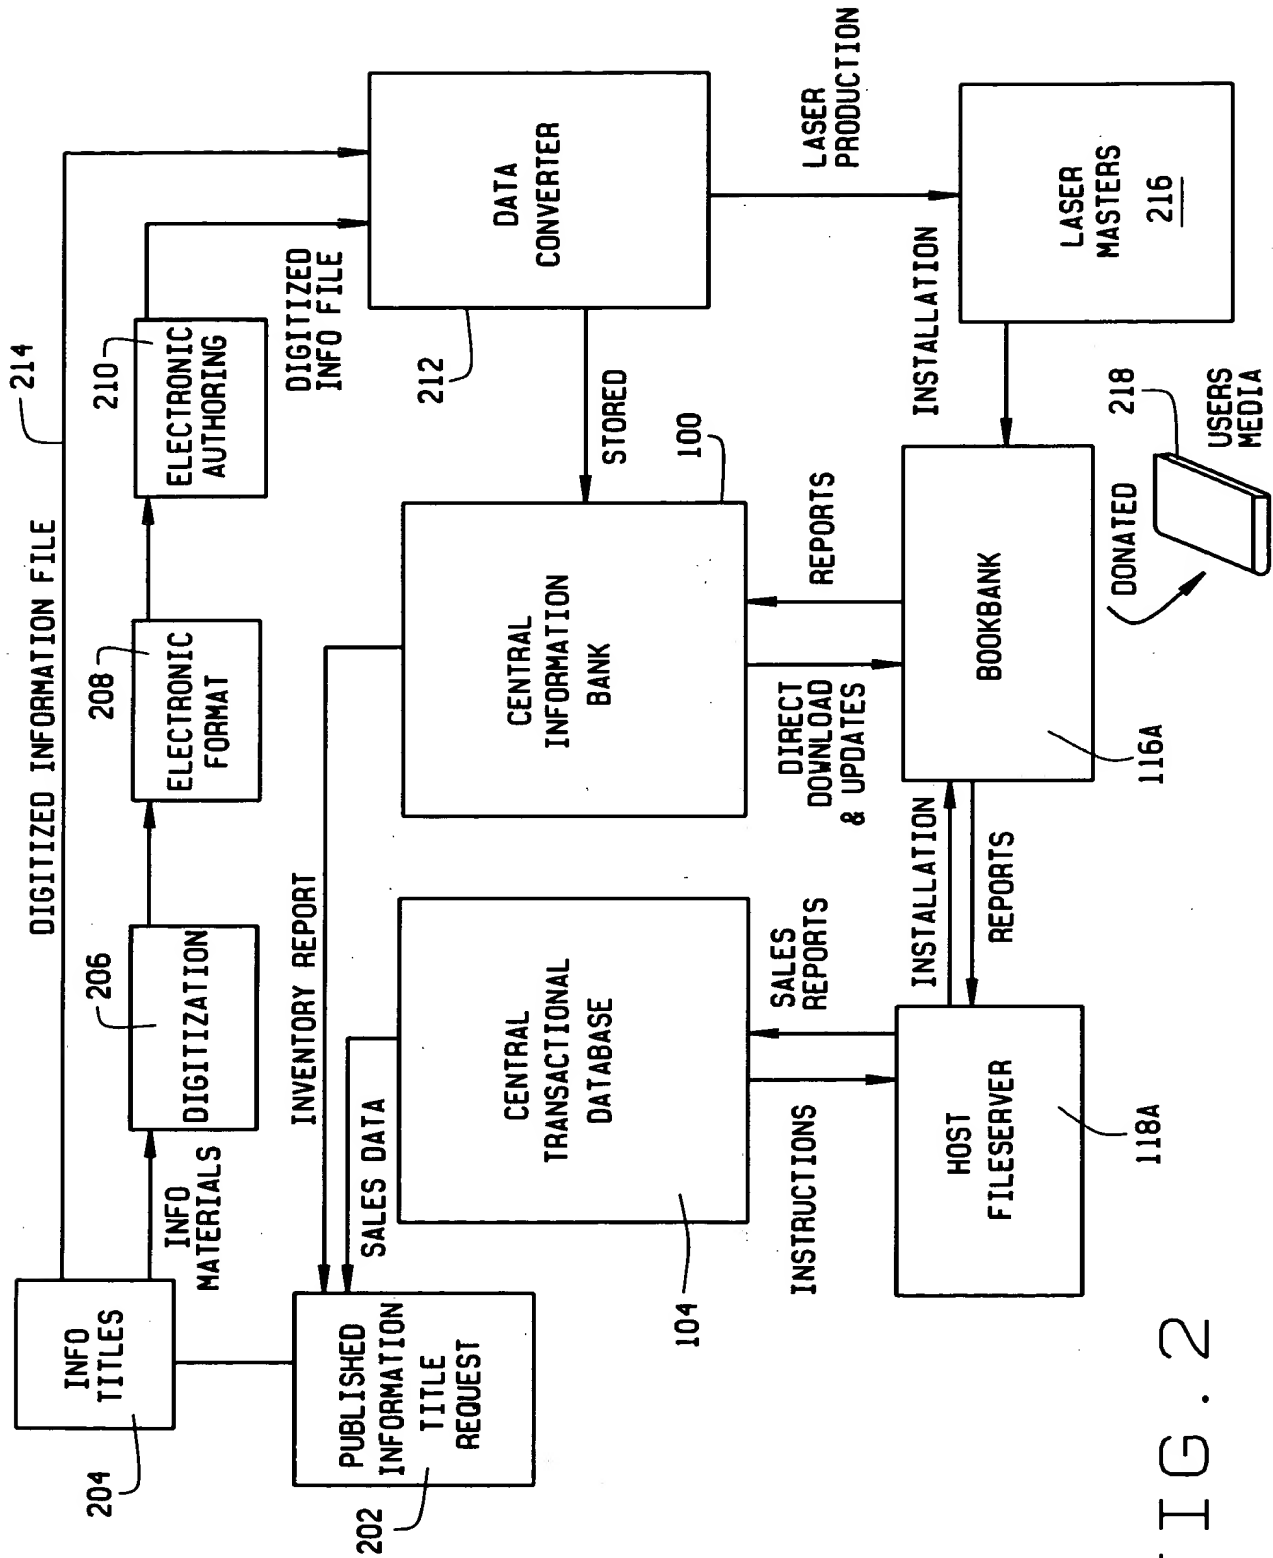 204
INFO
TITLES
DIGITIZED INFORMATION FILE
214
INFO
MATERIALS
206
DIGITIZATION
208
ELECTRONIC
FORMAT
210
ELECTRONIC
AUTHORING
DIGITIZED
INFO FILE
202
PUBLISHED
INFORMATION
TITLE
REQUEST
INVENTORY REPORT
SALES DATA
104
CENTRAL
TRANSACTIONAL
DATABASE
CENTRAL
INFORMATION
BANK
100
STORED
212
DATA
CONVERTER
INSTRUCTIONS
SALES
REPORTS
DIRECT
DOWNLOAD
& UPDATES
REPORTS
LASER
PRODUCTION
HOST
FILESERVER
118A
INSTALLATION
REPORTS
BOOKBANK
116A
INSTALLATION
LASER
MASTERS
216
DONATED
218
USERS
MEDIA
IG.2